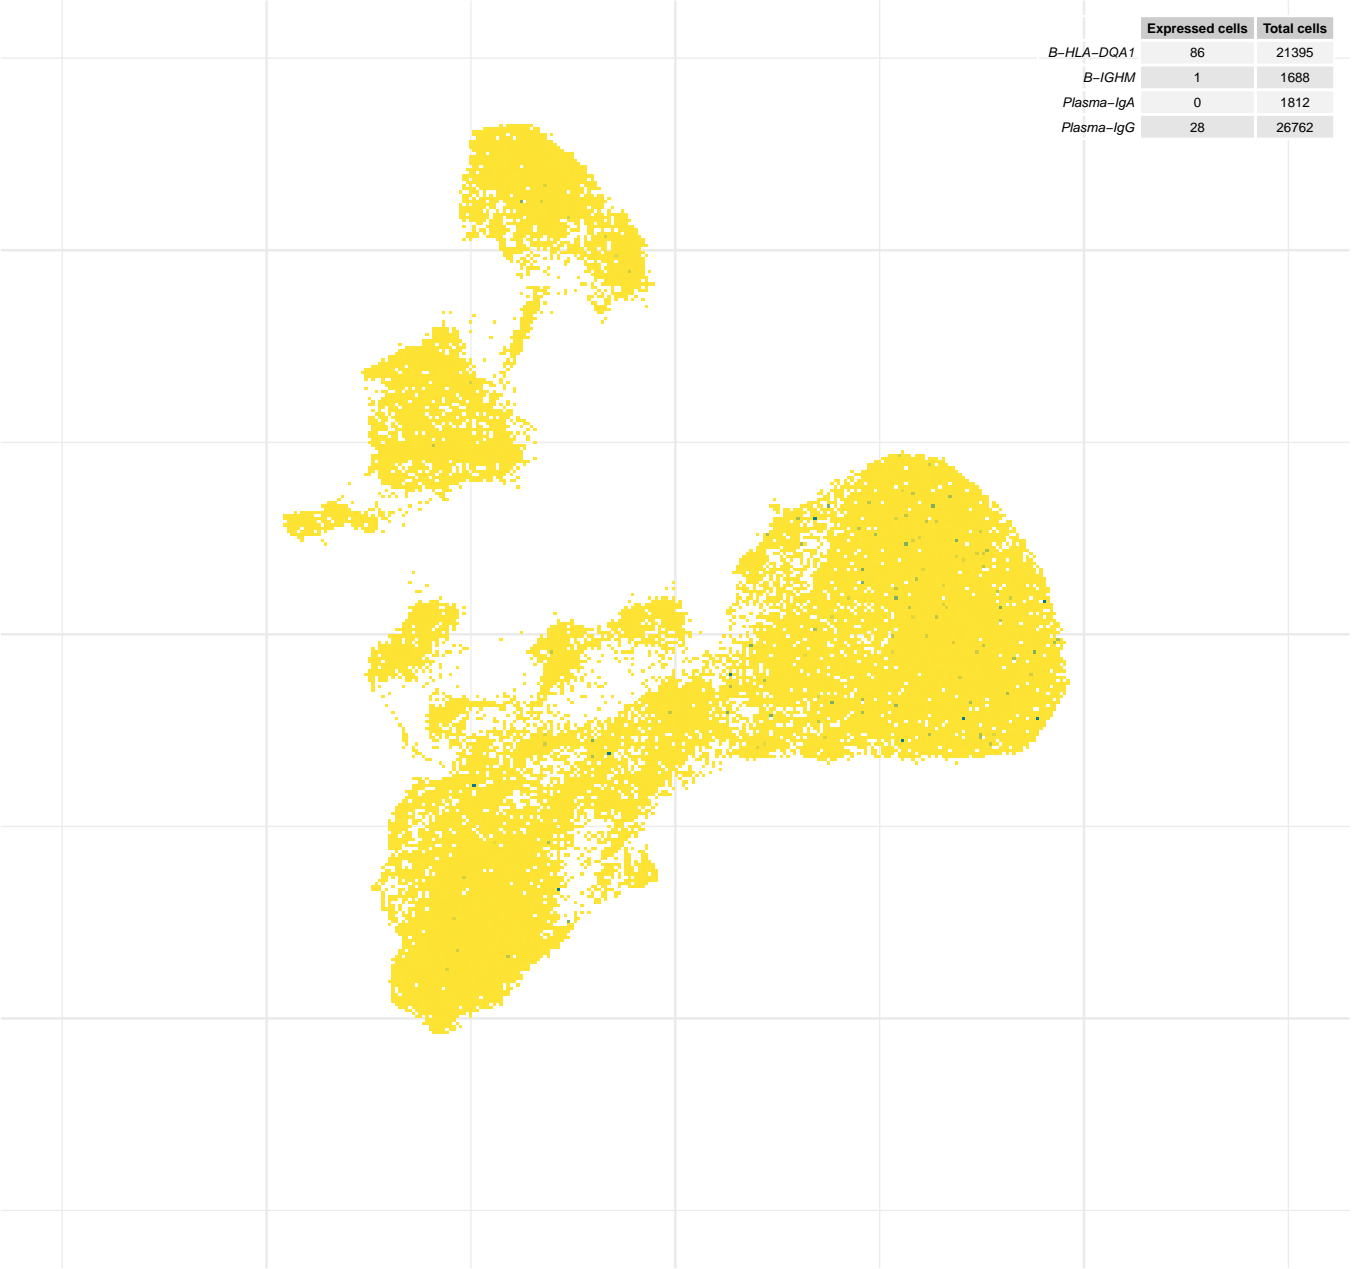 Expressed cells Total cells
B−HLA−DQA1 86 21395
B−IGHM 1 1688
Plasma−IgA 0 1812
Plasma−IgG 28 26762